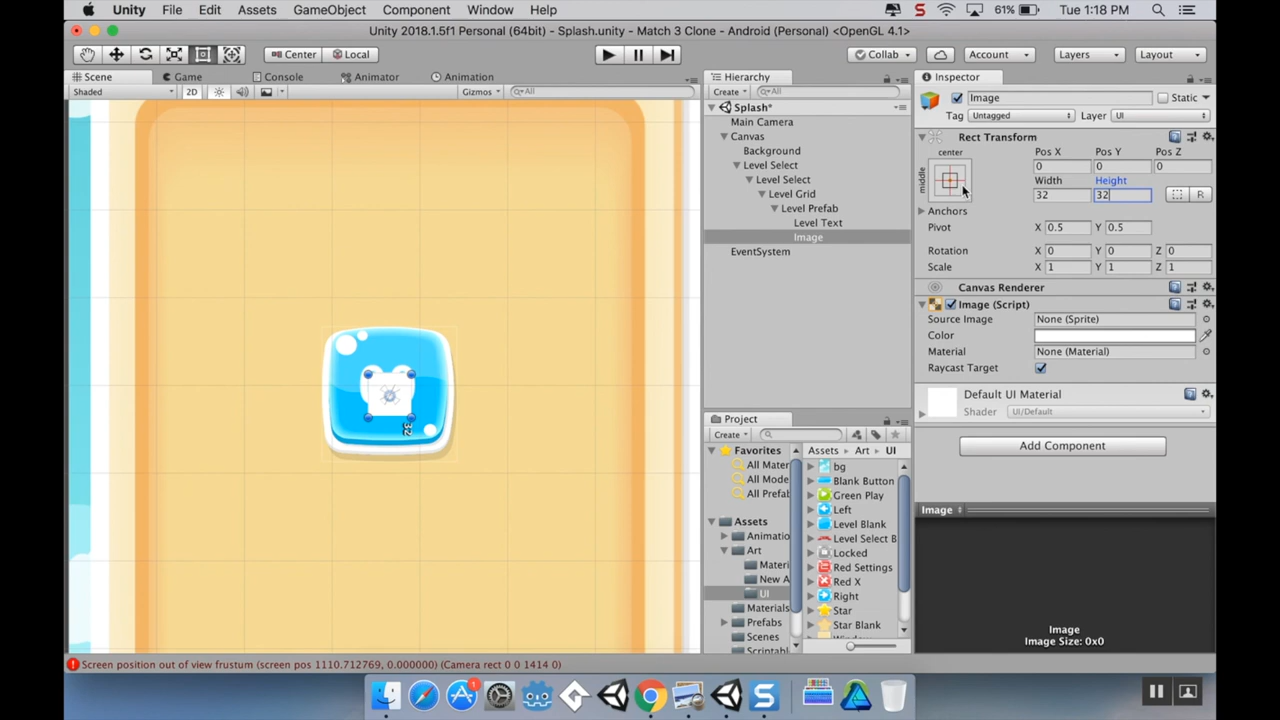 Unity File Edit Assets GameObject Component Window Help 61% Tue 1:18 PM
Unity 2018.1.5f1 Personal (64bit) - Splash.unity - Match 3 Clone - Android (Personal) <OpenGL 4.1>
Center Local Collab Account Layers Layout
Scene Game Console Animator Animation
Shaded 2D Gizmos All
32
Hierarchy
Create All
Splash*
Main Camera
Canvas
Background
Level Select
Level Select
Level Grid
Level Prefab
Level Text
Image
EventSystem
Project
Create
Favorites
All Mater
All Mode
All Prefab
Assets
Animatio
Art
Materi
New A
UI
Materials
Prefabs
Scenes
Scriptabl
Assets Art UI
bg
Blank Button
Green Play
Left
Level Blank
Level Select B
Locked
Red Settings
Red X
Right
Star
Star Blank
Inspector
Image Static
Tag Untagged Layer UI
Rect Transform
center Pos X Pos Y Pos Z
middle 0 0 0
Width Height
32 32 R
Anchors
Pivot X 0.5 Y 0.5
Rotation X 0 Y 0 Z 0
Scale X 1 Y 1 Z 1
Canvas Renderer
Image (Script)
Source Image None (Sprite)
Color
Material None (Material)
Raycast Target
Default UI Material
Shader UI/Default
Add Component
Image
Image
Image Size: 0x0
Screen position out of view frustum (screen pos 1110.712769, 0.000000) (Camera rect 0 0 1414 0)
1